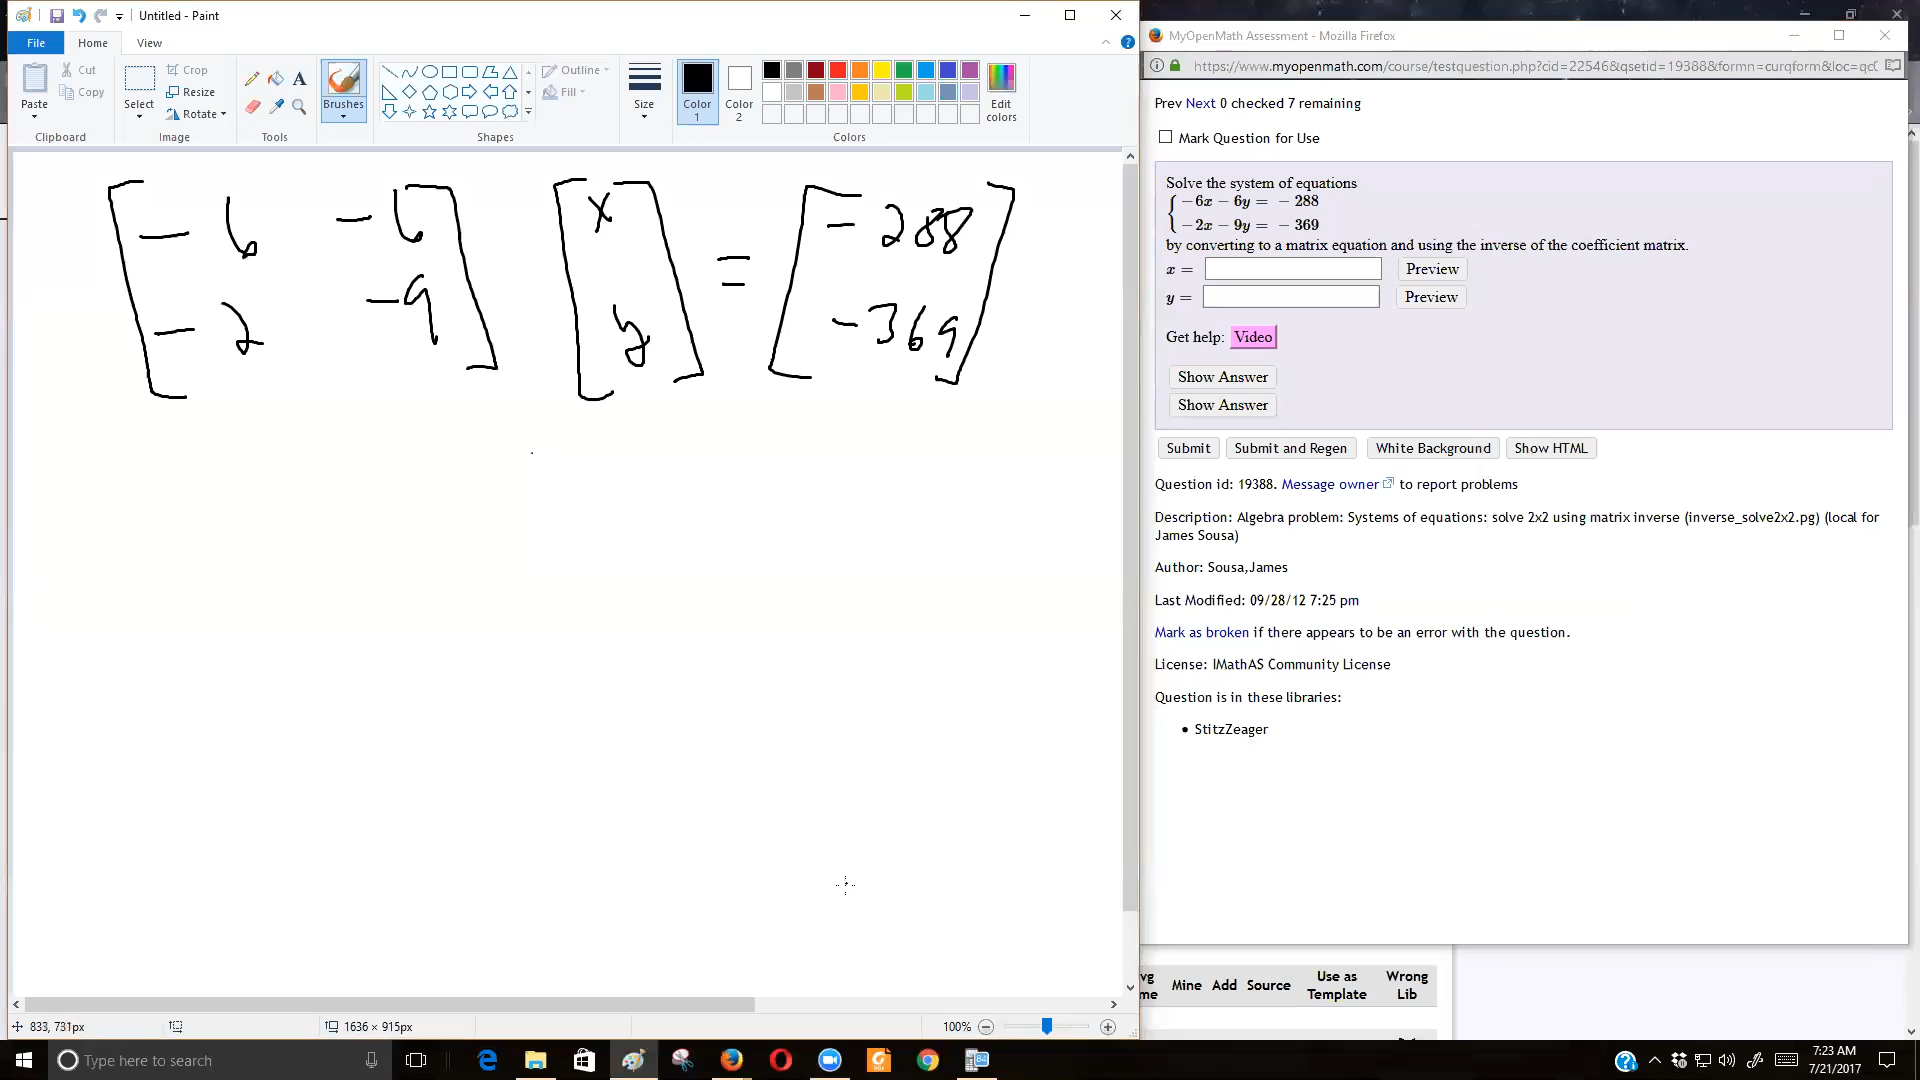 Untitled - Paint
File Home View
Paste
Cut
Copy
Clipboard
Select
Crop
Resize
Rotate
Image
Tools
Brushes
Shapes
Outline
Fill
Size
Color 1
Color 2
Edit colors
Colors
-6 -6 x = -288
-2 -9 y -369
833, 731px
1636 × 915px
100%
MyOpenMath Assessment - Mozilla Firefox
https://www.myopenmath.com/course/testquestion.php?cid=22546&qsetid=19388&formn=curqform&loc=qc
Prev Next 0 checked 7 remaining
Mark Question for Use
Solve the system of equations
-6x - 6y = - 288
-2x - 9y = - 369
by converting to a matrix equation and using the inverse of the coefficient matrix.
x = Preview
y = Preview
Get help: Video
Show Answer
Show Answer
Submit Submit and Regen White Background Show HTML
Question id: 19388. Message owner to report problems
Description: Algebra problem: Systems of equations: solve 2x2 using matrix inverse (inverse_solve2x2.pg) (local for
James Sousa)
Author: Sousa,James
Last Modified: 09/28/12 7:25 pm
Mark as broken if there appears to be an error with the question.
License: IMathAS Community License
Question is in these libraries:
• StitzZeager
Mine Add Source Use as Template Wrong Lib
Type here to search
84
7:23 AM
7/21/2017